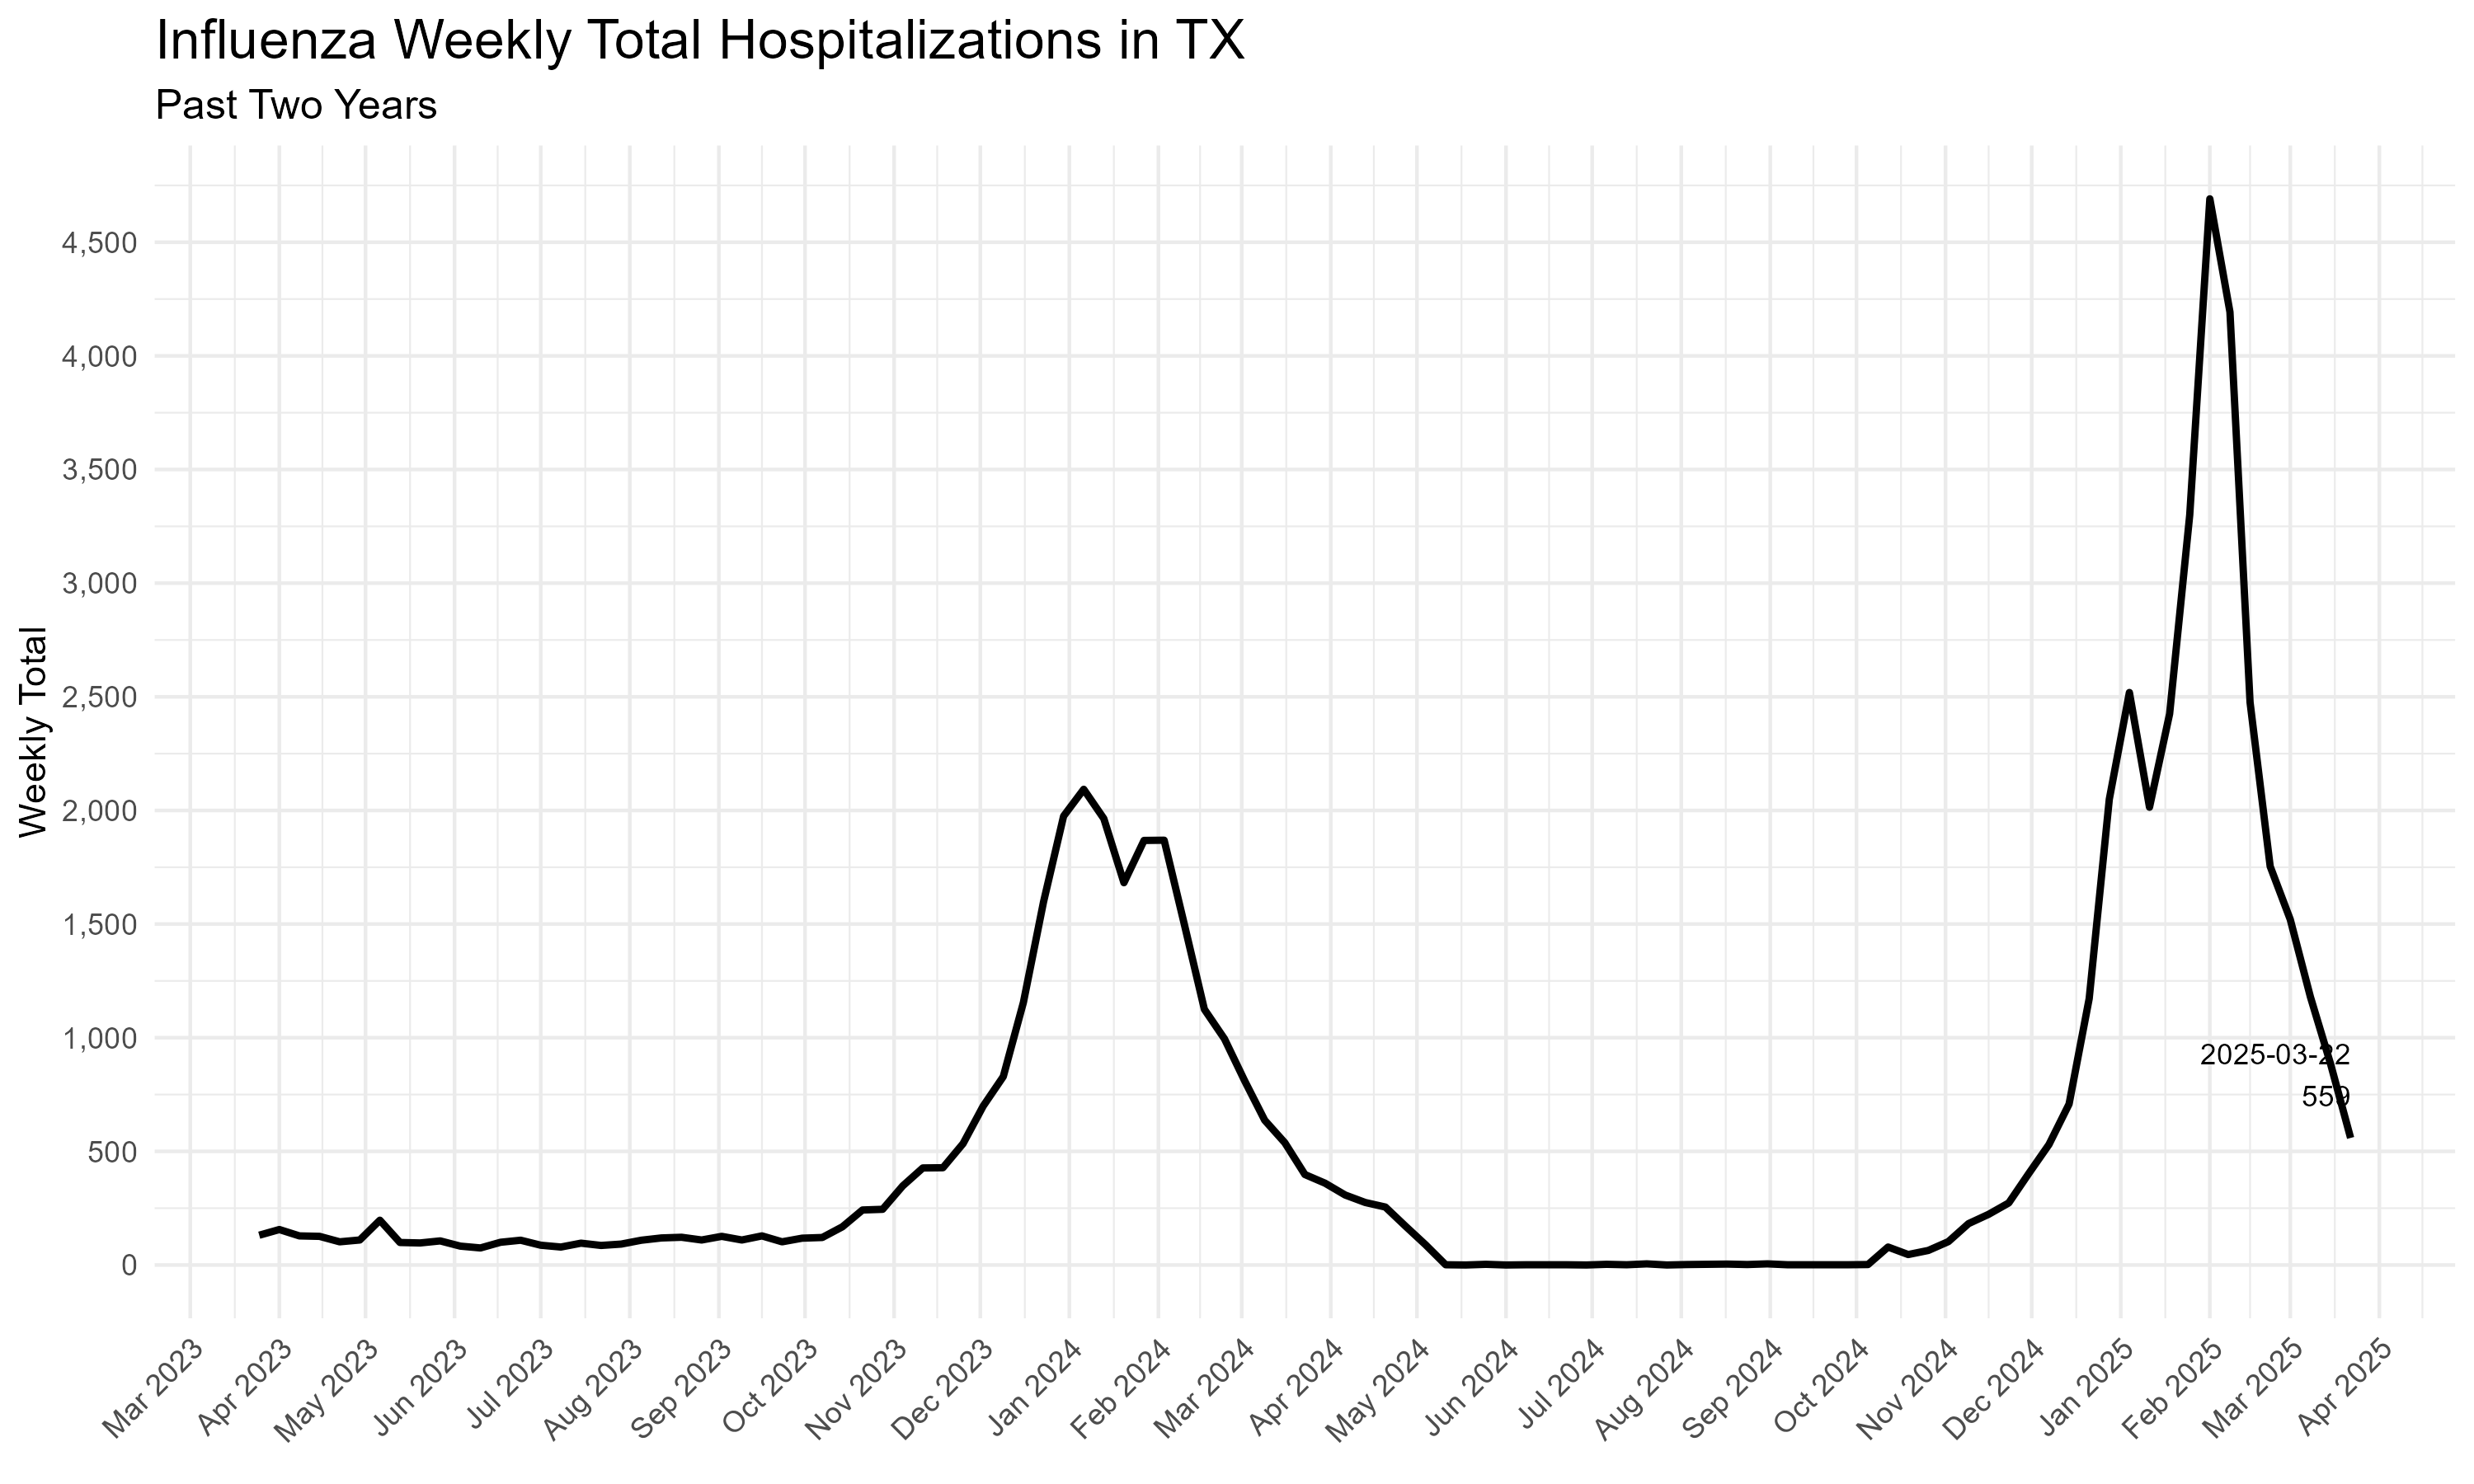 Influenza Weekly Total Hospitalizations in TX
Past Two Years
Weekly Total
4,500
4,000
3,500
3,000
2,500
2,000
1,500
1,000
500
0
2025-03-22
559
Mar 2023
Apr 2023
May 2023
Jun 2023
Jul 2023
Aug 2023
Sep 2023
Oct 2023
Nov 2023
Dec 2023
Jan 2024
Feb 2024
Mar 2024
Apr 2024
May 2024
Jun 2024
Jul 2024
Aug 2024
Sep 2024
Oct 2024
Nov 2024
Dec 2024
Jan 2025
Feb 2025
Mar 2025
Apr 2025